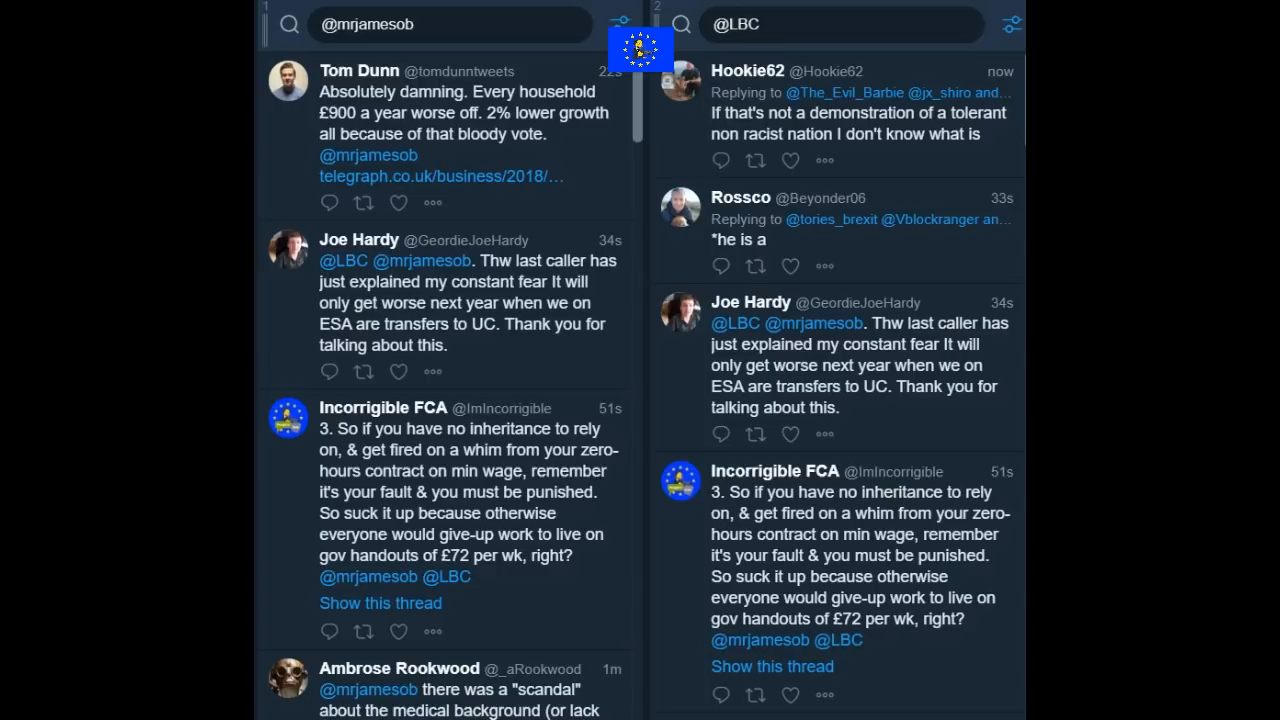 1
@mrjamesob
Tom Dunn @tomdunntweets 22s
Absolutely damning. Every household
£900 a year worse off. 2% lower growth
all because of that bloody vote.
@mrjamesob
telegraph.co.uk/business/2018/…
Joe Hardy @GeordieJoeHardy 34s
@LBC @mrjamesob. Thw last caller has
just explained my constant fear It will
only get worse next year when we on
ESA are transfers to UC. Thank you for
talking about this.
Incorrigible FCA @ImIncorrigible 51s
3. So if you have no inheritance to rely
on, & get fired on a whim from your zero-
hours contract on min wage, remember
it's your fault & you must be punished.
So suck it up because otherwise
everyone would give-up work to live on
gov handouts of £72 per wk, right?
@mrjamesob @LBC
Show this thread
Ambrose Rookwood @_aRookwood 1m
@mrjamesob there was a "scandal"
about the medical background (or lack
2
@LBC
Hookie62 @Hookie62 now
Replying to @The_Evil_Barbie @jx_shiro and…
If that's not a demonstration of a tolerant
non racist nation I don't know what is
Rossco @Beyonder06 33s
Replying to @tories_brexit @Vblockranger an…
*he is a
Joe Hardy @GeordieJoeHardy 34s
@LBC @mrjamesob. Thw last caller has
just explained my constant fear It will
only get worse next year when we on
ESA are transfers to UC. Thank you for
talking about this.
Incorrigible FCA @ImIncorrigible 51s
3. So if you have no inheritance to rely
on, & get fired on a whim from your zero-
hours contract on min wage, remember
it's your fault & you must be punished.
So suck it up because otherwise
everyone would give-up work to live on
gov handouts of £72 per wk, right?
@mrjamesob @LBC
Show this thread